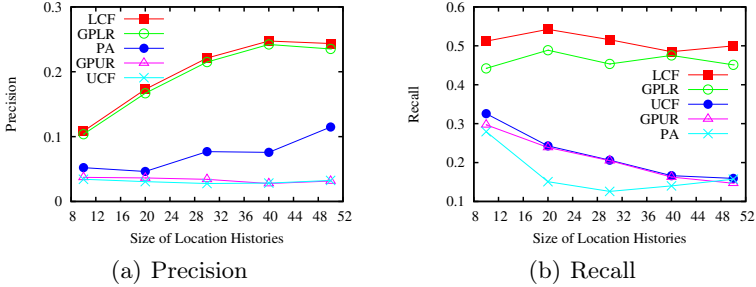 0.3
0.2
0.1
0
8 12 16 20 24 28 32 36 40 44 48 52
Precision
Size of Location Histories
LCF
GPLR
PA
GPUR
UCF
(a) Precision
0.6
0.5
0.4
0.3
0.2
0.1
8 12 16 20 24 28 32 36 40 44 48 52
Recall
Size of Location Histories
LCF
GPLR
UCF
GPUR
PA
(b) Recall